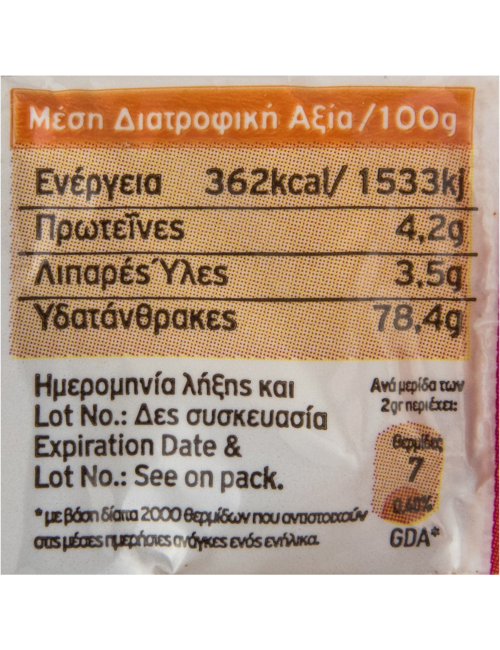 Μέση Διατροφική Αξία/100g
Ενέργεια 362kcal/ 1533kj
Πρωτεΐνες 4,2g
Λιπαρές Ύλες 3,5g
Υδατάνθρακες 78,4g
Ημερομηνία λήξης και
Lot No.: Δες συσκευασία
Expiration Date &
Lot No.: See on pack.
*με βάση δίαιτα 2000 θερμίδων που αντιστοιχούν
στις μέσες ημερήσιες ανάγκες ενός ενήλικα.
Ανά μερίδα των
2gr περιέχει:
Θερμίδες
7
0,40%
GDA*